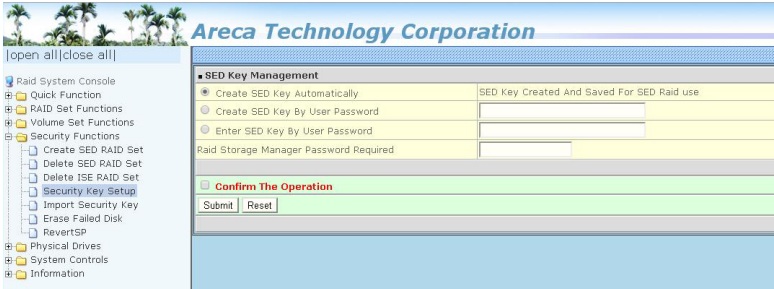 Areca Technology Corporation
|open all|close all|
Raid System Console
Quick Function
RAID Set Functions
Volume Set Functions
Security Functions
Create SED RAID Set
Delete SED RAID Set
Delete ISE RAID Set
Security Key Setup
Import Security Key
Erase Failed Disk
RevertSP
Physical Drives
System Controls
Information
SED Key Management
Create SED Key Automatically SED Key Created And Saved For SED Raid use
Create SED Key By User Password
Enter SED Key By User Password
Raid Storage Manager Password Required
Confirm The Operation
Submit Reset